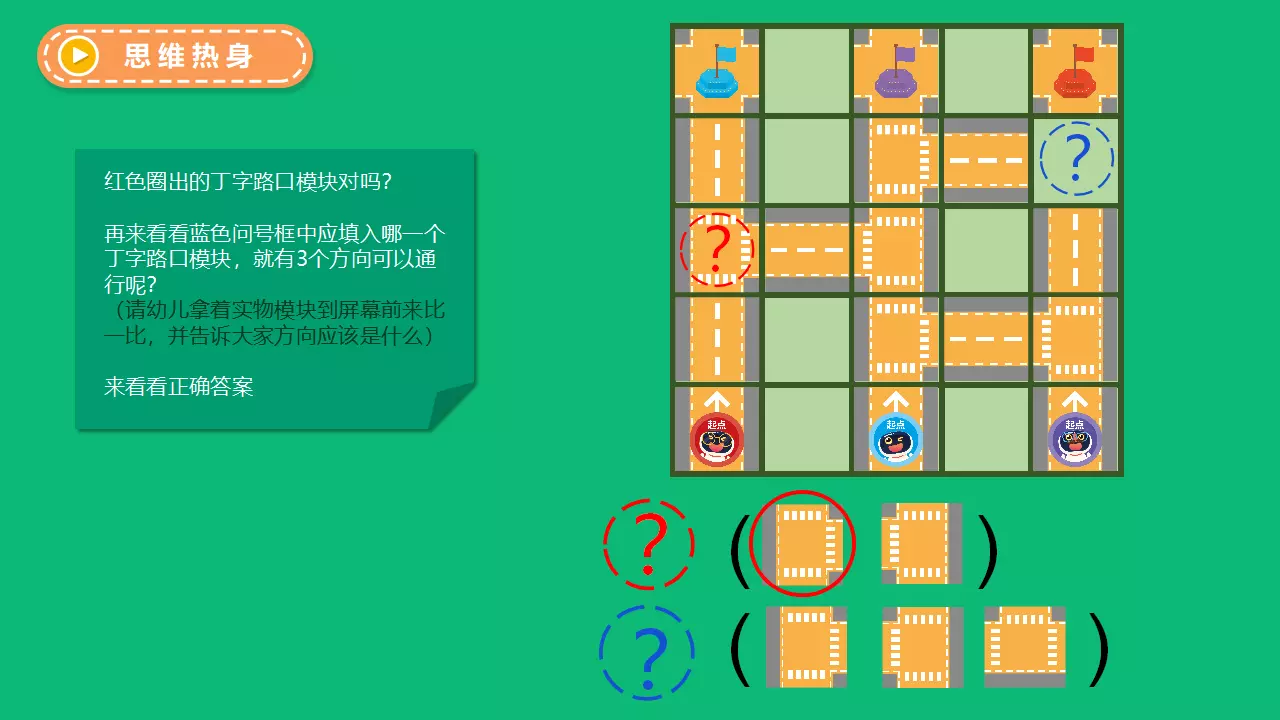 思维热身
红色圈出的丁字路口模块对吗？
再来看看蓝色问号框中应填入哪一个
丁字路口模块，就有3个方向可以通
行呢？
（请幼儿拿着实物模块到屏幕前来比
一比，并告诉大家方向应该是什么）
来看看正确答案
?
?
起点 起点 起点
? ( )
? ( )